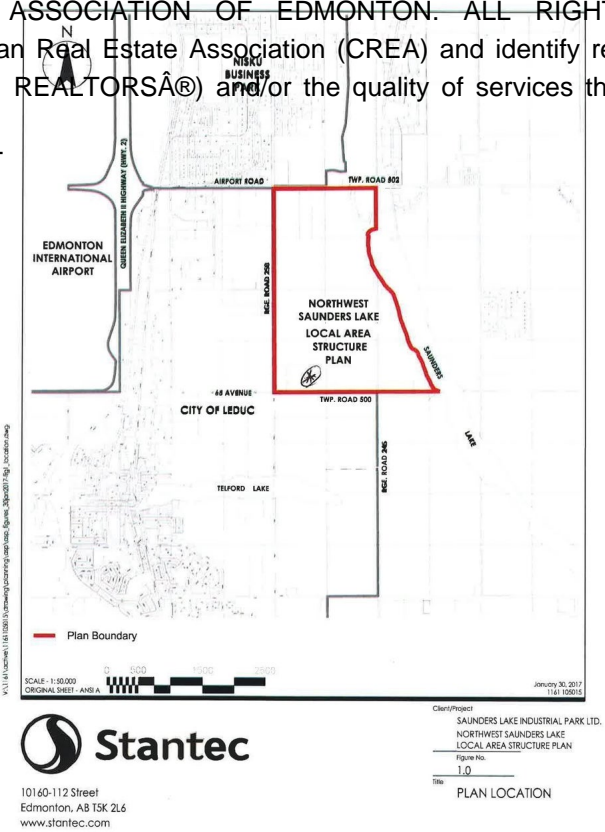 ASSOCIATION OF EDMONTON. ALL RIGHT
an Real Estate Association (CREA) and identify re
REALTORSÂ®) and/or the quality of services th
N
NISKU
BUSINESS
PARK
QUEEN ELIZABETH II HIGHWAY (HWY. 2)
AIRPORT ROAD
TWP. ROAD 502
EDMONTON
INTERNATIONAL
AIRPORT
RGE. ROAD 250
NORTHWEST
SAUNDERS LAKE
LOCAL AREA
STRUCTURE
PLAN
SAUNDERS
LAKE
65 AVENUE
CITY OF LEDUC
TWP. ROAD 500
RGE. ROAD 245
TELFORD LAKE
Plan Boundary
0 500 1500 2500
SCALE - 1:50,000
ORIGINAL SHEET - ANSI A
January 30, 2017
1161 105015
Stantec
10160-112 Street
Edmonton, AB T5K 2L6
www.stantec.com
Client/Project
SAUNDERS LAKE INDUSTRIAL PARK LTD.
NORTHWEST SAUNDERS LAKE
LOCAL AREA STRUCTURE PLAN
Figure No.
1.0
Title
PLAN LOCATION